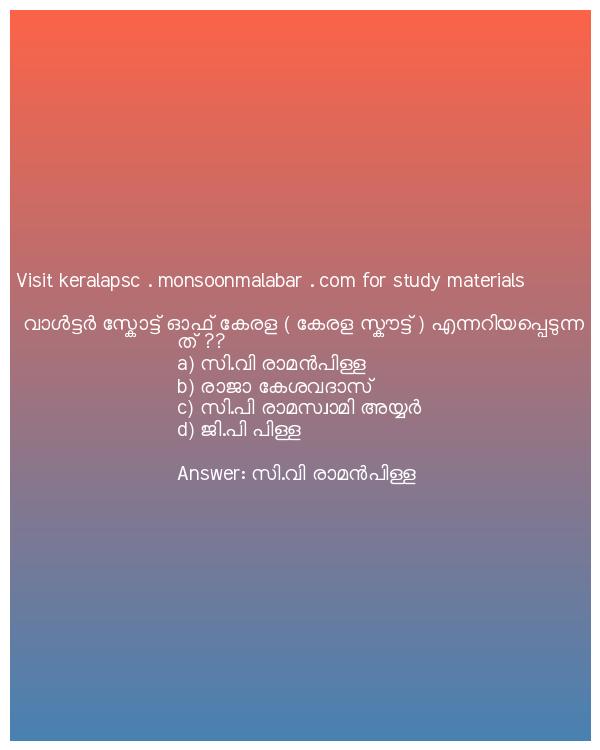 Visit keralapsc . monsoonmalabar . com for study materials
വാൾട്ടർ സ്കോട്ട് ഓഫ് കേരള ( കേരള സ്കൗട്ട് ) എന്നറിയപ്പെടുന്ന
ത് ??
a) സി.വി രാമൻപിള്ള
b) രാജാ കേശവദാസ്
c) സി.പി രാമസ്വാമി അയ്യർ
d) ജി.പി പിള്ള
Answer: സി.വി രാമൻപിള്ള